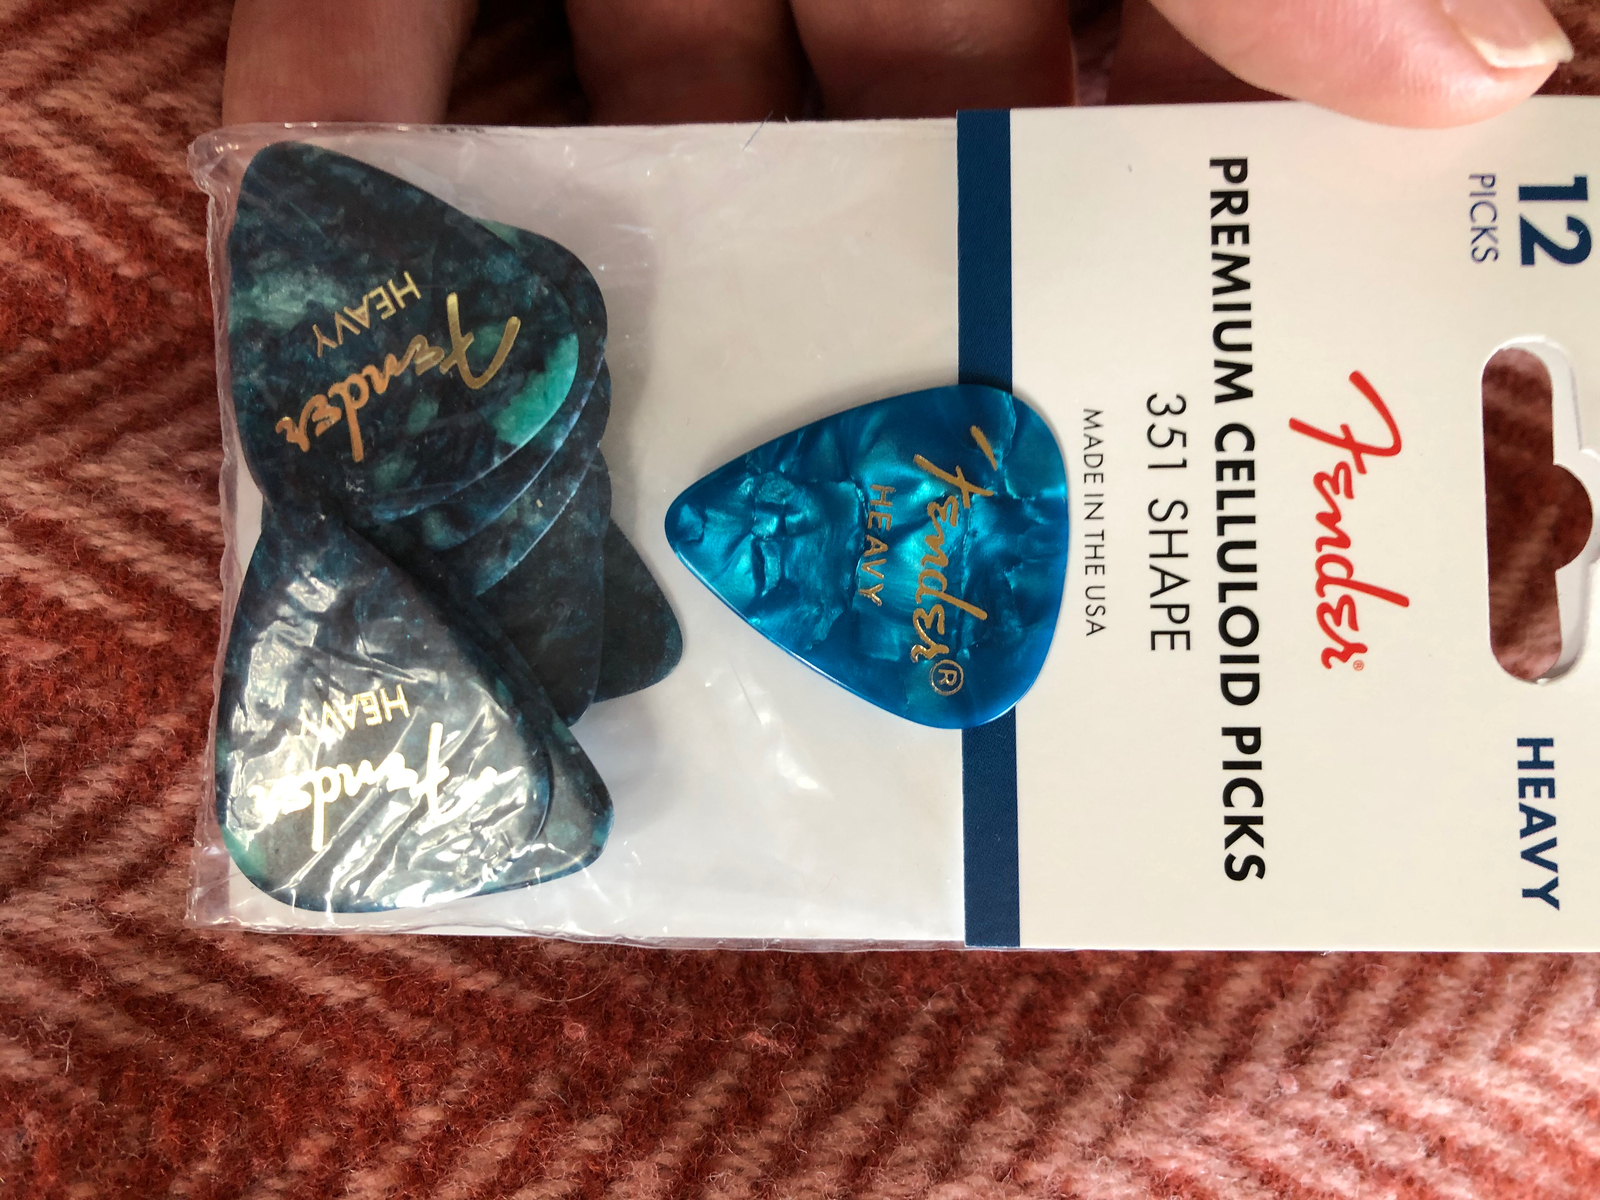 12
PICKS
HEAVY
Fender®
PREMIUM CELLULOID PICKS
351 SHAPE
MADE IN THE USA
Fender®
HEAVY
Fender
HEAVY
Fender
HEAVY